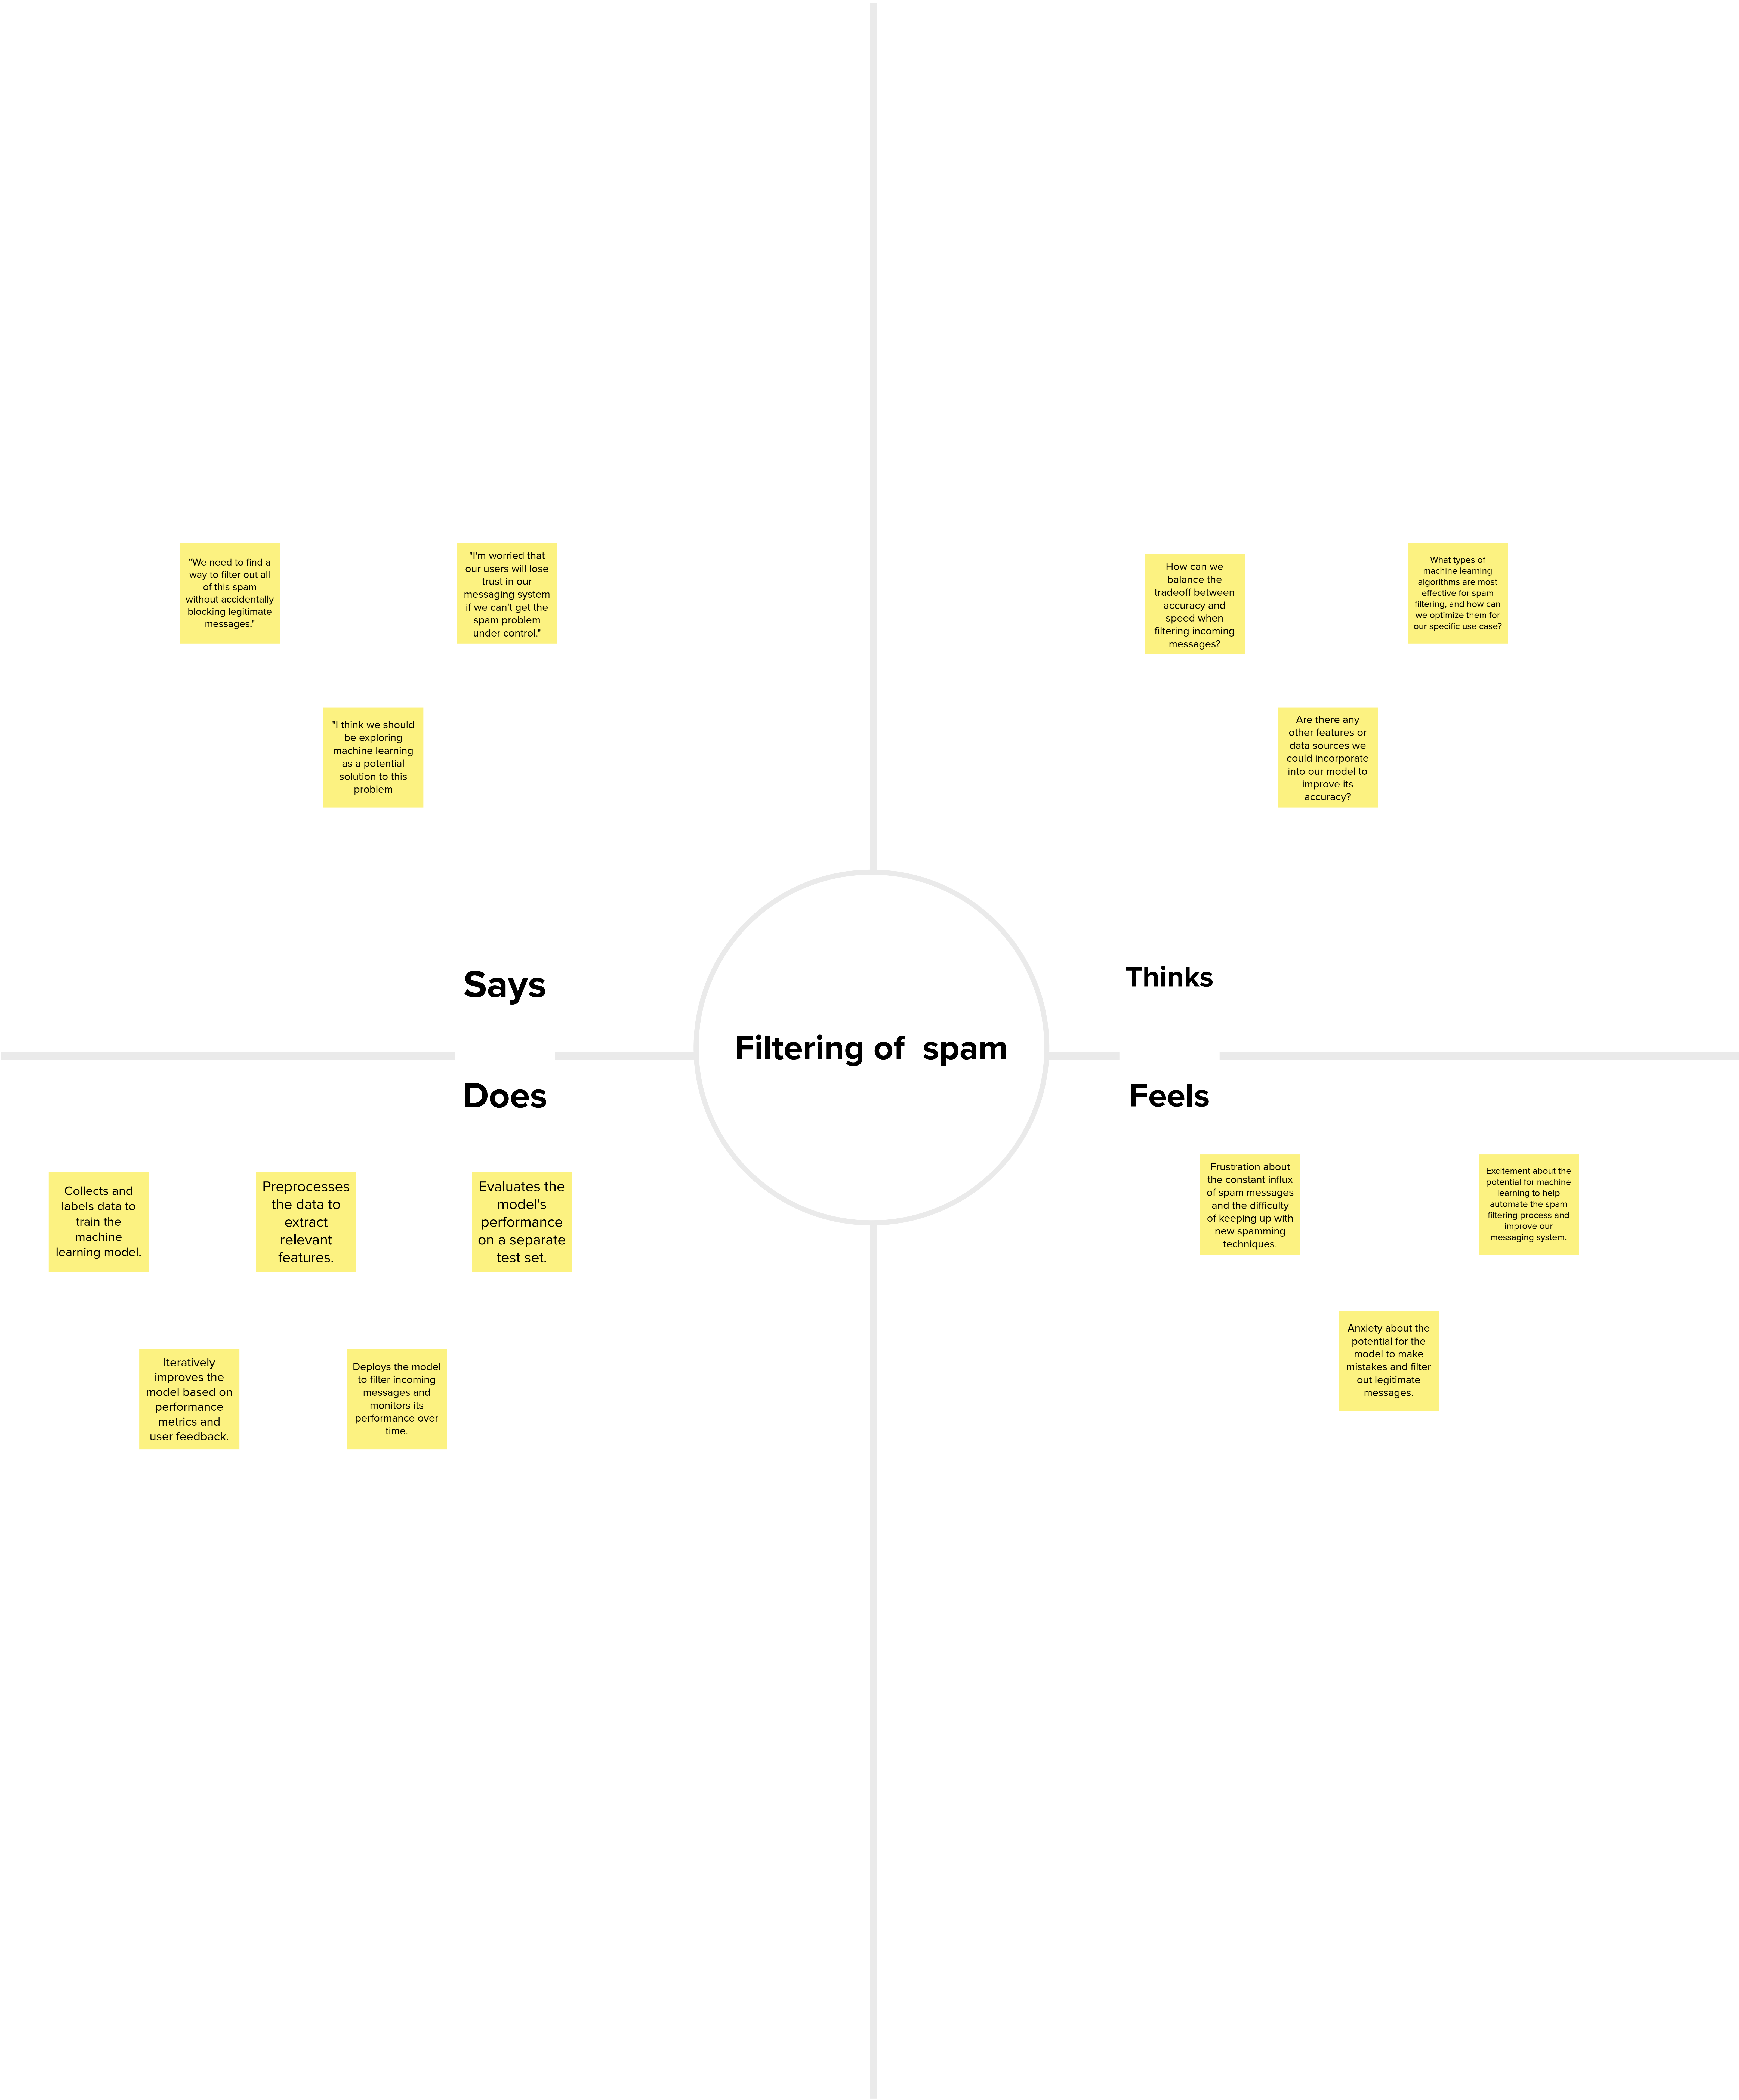 "We need to find a
way to filter out all
of this spam
without accidentally
blocking legitimate
messages."
"I'm worried that
our users will lose
trust in our
messaging system
if we can't get the
spam problem
under control."
"I think we should
be exploring
machine learning
as a potential
solution to this
problem
How can we
balance the
tradeoff between
accuracy and
speed when
filtering incoming
messages?
What types of
machine learning
algorithms are most
effective for spam
filtering, and how can
we optimize them for
our specific use case?
Are there any
other features or
data sources we
could incorporate
into our model to
improve its
accuracy?
Says
Thinks
Filtering of  spam
Does
Feels
Collects and
labels data to
train the
machine
learning model.
Preprocesses
the data to
extract
relevant
features.
Evaluates the
model's
performance
on a separate
test set.
Iteratively
improves the
model based on
performance
metrics and
user feedback.
Deploys the model
to filter incoming
messages and
monitors its
performance over
time.
Frustration about
the constant influx
of spam messages
and the difficulty
of keeping up with
new spamming
techniques.
Excitement about the
potential for machine
learning to help
automate the spam
filtering process and
improve our
messaging system.
Anxiety about the
potential for the
model to make
mistakes and filter
out legitimate
messages.